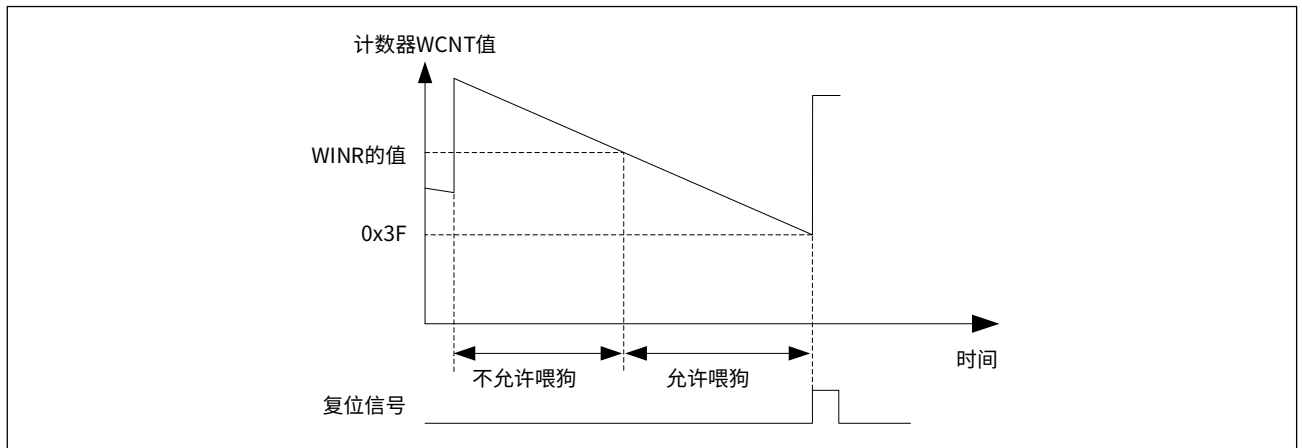 计数器WCNT值
WINR的值
0x3F
时间
不允许喂狗
允许喂狗
复位信号